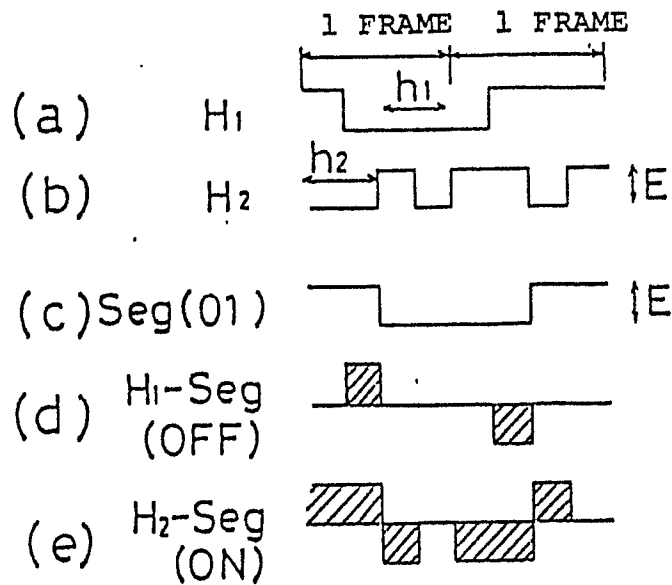 1 FRAME 1 FRAME
(a) H1 h1
(b) H2 h2 E
(c) Seg(01) E
(d) H1-Seg
(OFF)
(e) H2-Seg
(ON)